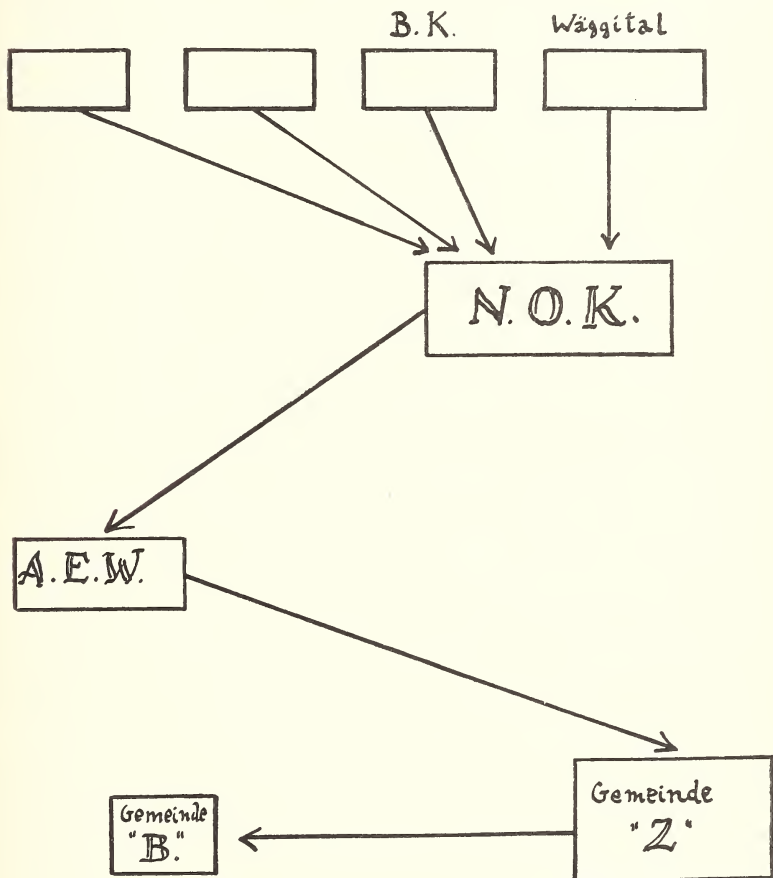 B.K. Wäggital
N.O.K.
A.E.W.
Gemeinde
"B."
Gemeinde
"Z"